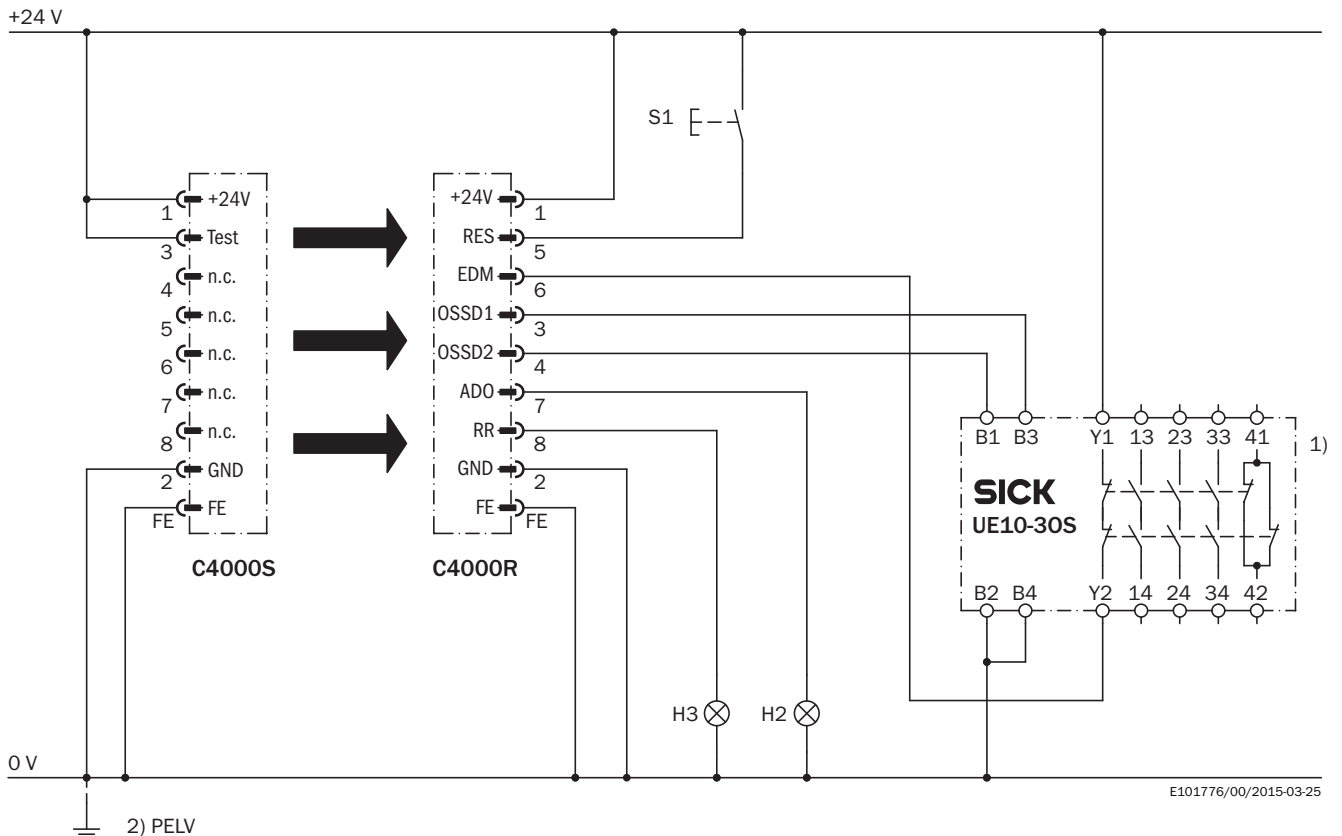 +24 V
S1
+24V
1
Test
3
n.c.
4
n.c.
5
n.c.
6
n.c.
7
n.c.
8
GND
2
FE
FE
C4000S
+24V
1
RES
5
EDM
6
OSSD1
3
OSSD2
4
ADO
7
RR
8
GND
2
FE
FE
C4000R
B1 B3 Y1 13 23 33 41
1)
SICK
UE10-30S
B2 B4 Y2 14 24 34 42
H3
H2
0 V
E101776/00/2015-03-25
2) PELV